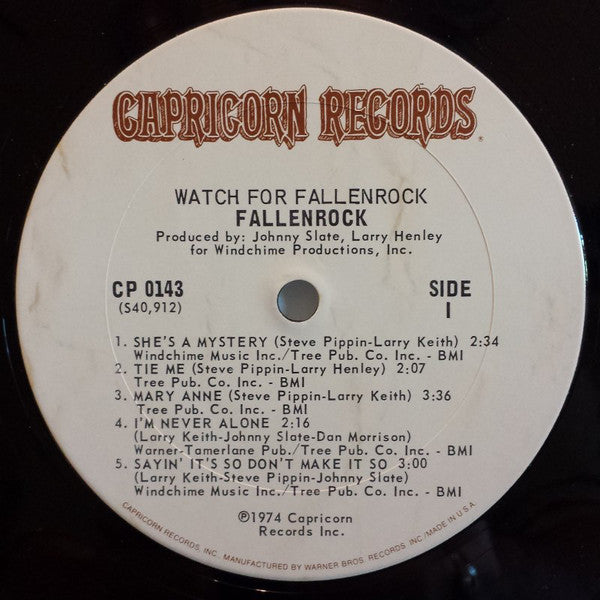 CAPRICORN RECORDS®
WATCH FOR FALLENROCK
FALLENROCK
Produced by: Johnny Slate, Larry Henley
for Windchime Productions, Inc.
CP 0143
(S40,912)
SIDE
I
1. SHE'S A MYSTERY (Steve Pippin-Larry Keith) 2:34
Windchime Music Inc./Tree Pub. Co. Inc. - BMI
2. TIE ME (Steve Pippin-Larry Henley) 2:07
Tree Pub. Co. Inc. - BMI
3. MARY ANNE (Steve Pippin-Larry Keith) 3:36
Tree Pub. Co. Inc. - BMI
4. I'M NEVER ALONE 2:16
(Larry Keith-Johnny Slate-Dan Morrison)
Warner-Tamerlane Pub./Tree Pub. Co. Inc. - BMI
5. SAYIN' IT'S SO DON'T MAKE IT SO 3:00
(Larry Keith-Steve Pippin-Johnny Slate)
Windchime Music Inc./Tree Pub. Co. Inc. - BMI
℗1974 Capricorn
Records Inc.
CAPRICORN RECORDS, INC. MANUFACTURED BY WARNER BROS. RECORDS, INC./MADE IN U.S.A.